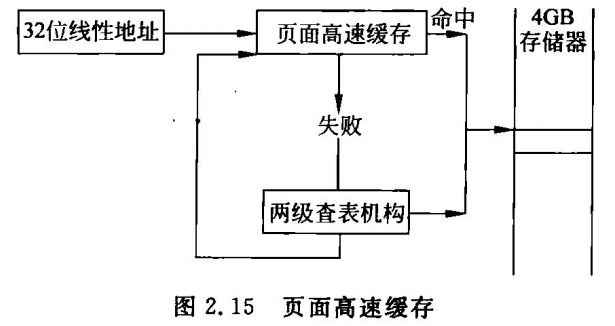 32位线性地址
页面高速缓存
命中
4GB
存储器
失败
两级查表机构
图 2.15 页面高速缓存